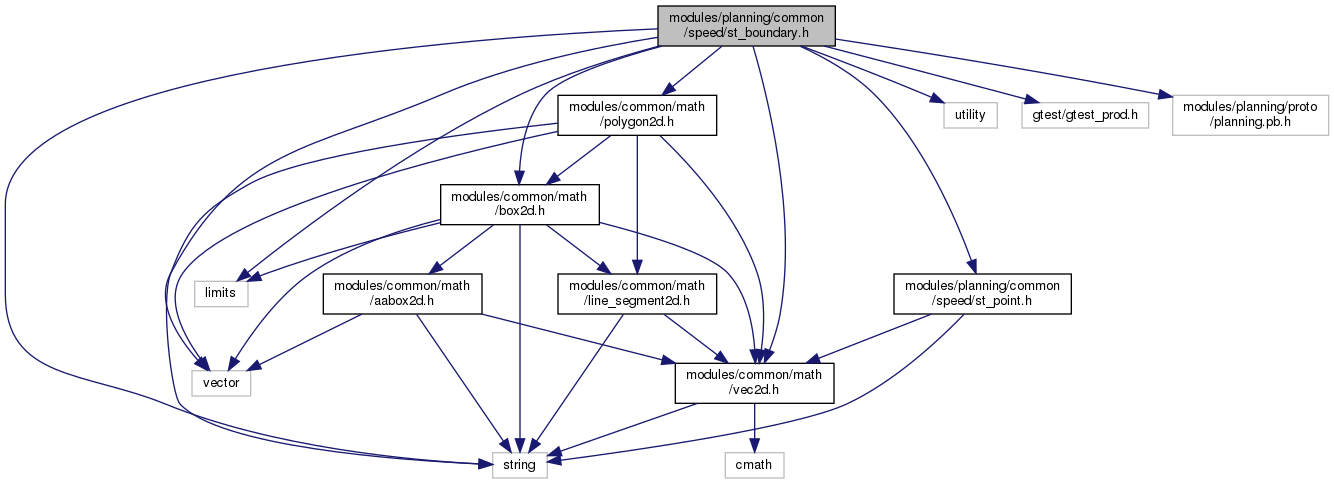 modules/planning/common
/speed/st_boundary.h
modules/common/math
/polygon2d.h
utility
gtest/gtest_prod.h
modules/planning/proto
/planning.pb.h
modules/common/math
/box2d.h
limits
modules/common/math
/aabox2d.h
modules/common/math
/line_segment2d.h
modules/planning/common
/speed/st_point.h
vector
modules/common/math
/vec2d.h
string
cmath